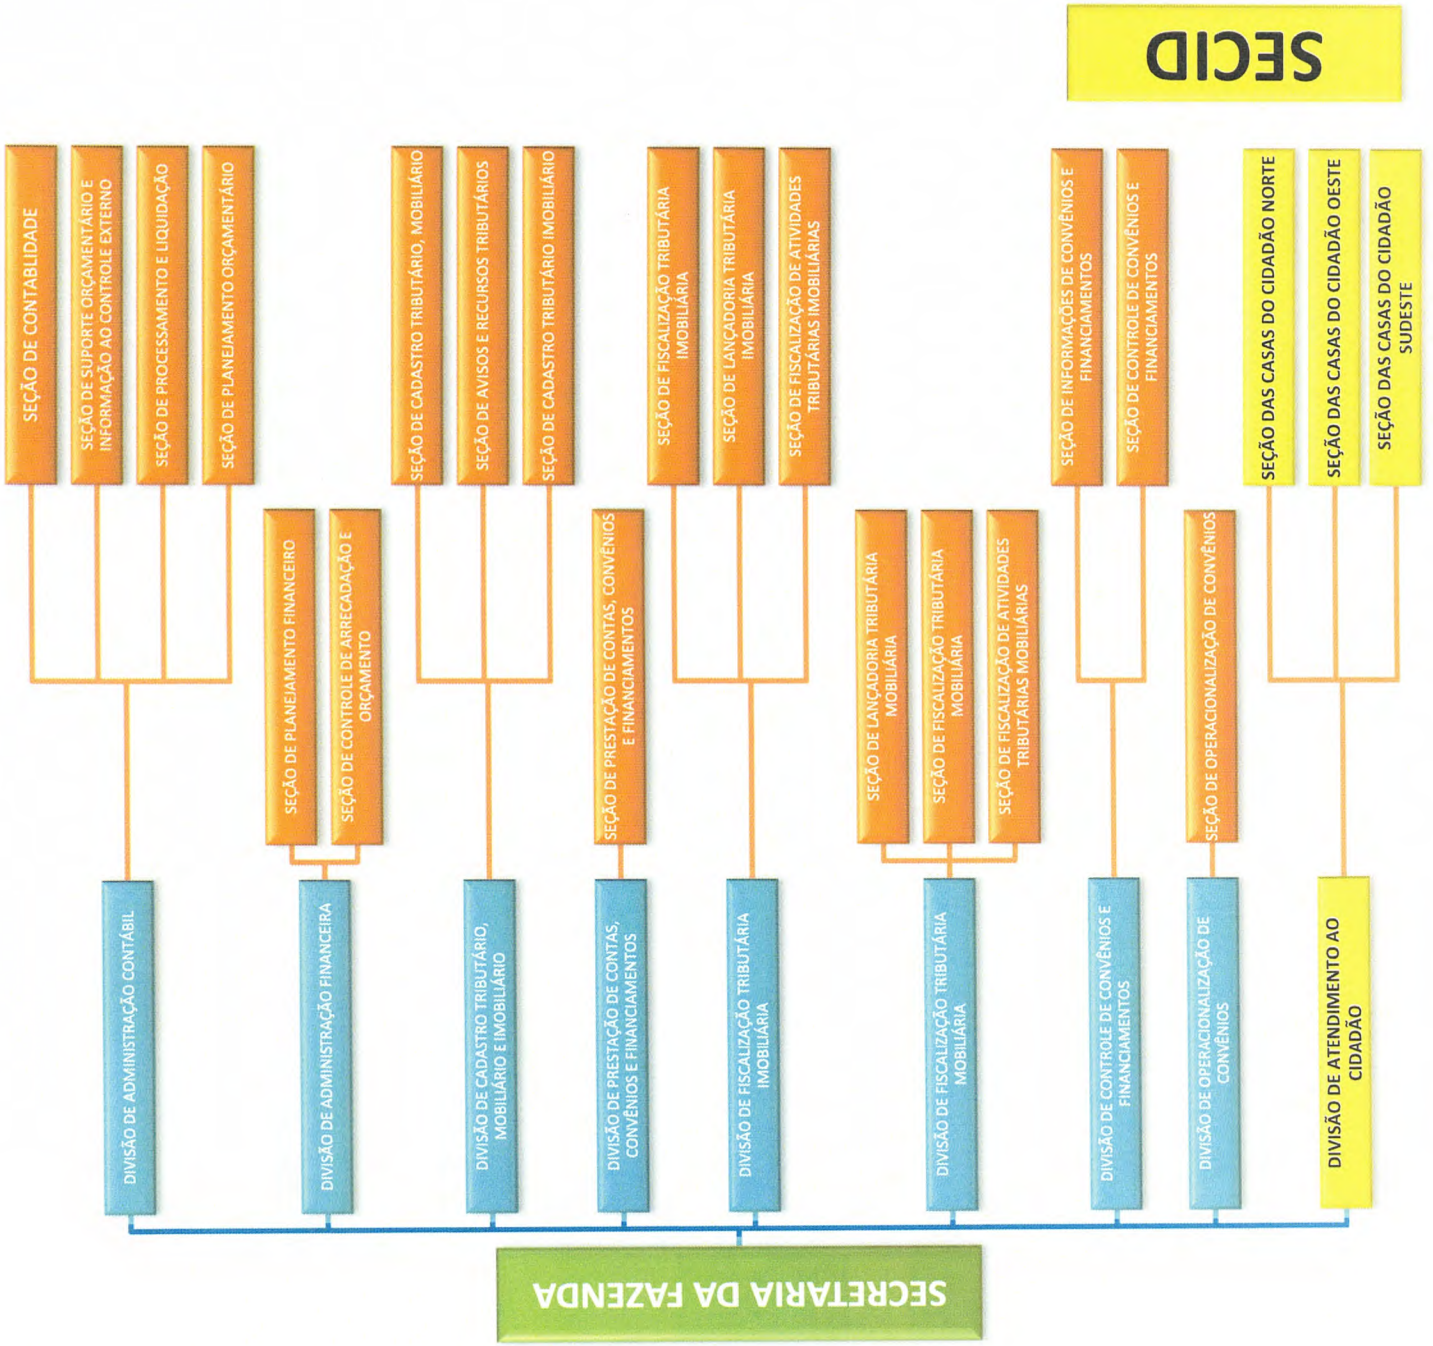 SECRETARIA DA FAZENDA
DIVISÃO DE ADMINISTRAÇÃO CONTÁBIL
SEÇÃO DE CONTABLIDADE
SEÇÃO DE SUPORTE ORÇAMENTÁRIO E
INFORMAÇÃO AO CONTROLE EXTERNO
SEÇÃO DE PROCESSAMENTO E LIQUIDAÇÃO
SEÇÃO DE PLANEJAMENTO ORÇAMENTÁRIO
DIVISÃO DE ADMINISTRAÇÃO FINANCEIRA
SEÇÃO DE PLANEJAMENTO FINANCEIRO
SEÇÃO DE CONTROLE DE ARRECADAÇÃO E
ORÇAMENTO
DIVISÃO DE CADASTRO TRIBUTÁRIO,
MOBILIÁRIO E IMOBILIÁRIO
SEÇÃO DE CADASTRO TRIBUTÁRIO, MOBILIÁRIO
SEÇÃO DE AVISOS E RECURSOS TRIBUTÁRIOS
SEÇÃO DE CADASTRO TRIBUTÁRIO IMOBILIÁRIO
DIVISÃO DE PRESTAÇÃO DE CONTAS,
CONVÊNIOS E FINANCIAMENTOS
SEÇÃO DE PRESTAÇÃO DE CONTAS, CONVÊNIOS
E FINANCIAMENTOS
DIVISÃO DE FISCALIZAÇÃO TRIBUTÁRIA
IMOBILIÁRIA
SEÇÃO DE FISCALIZAÇÃO TRIBUTÁRIA
IMOBILIÁRIA
SEÇÃO DE LANÇADORIA TRIBUTÁRIA
IMOBILIÁRIA
SEÇÃO DE FISCALIZAÇÃO DE ATIVIDADES
TRIBUTÁRIAS IMOBILIÁRIAS
DIVISÃO DE FISCALIZAÇÃO TRIBUTÁRIA
MOBILIÁRIA
SEÇÃO DE LANÇADORIA TRIBUTÁRIA
MOBILIÁRIA
SEÇÃO DE FISCALIZAÇÃO TRIBUTÁRIA
MOBILIÁRIA
SEÇÃO DE FISCALIZAÇÃO DE ATIVIDADES
TRIBUTÁRIAS MOBILIÁRIAS
DIVISÃO DE CONTROLE DE CONVÊNIOS E
FINANCIAMENTOS
SEÇÃO DE INFORMAÇÕES DE CONVÊNIOS E
FINANCIAMENTOS
SEÇÃO DE CONTROLE DE CONVÊNIOS E
FINANCIAMENTOS
DIVISÃO DE OPERACIONALIZAÇÃO DE
CONVÊNIOS
SEÇÃO DE OPERACIONALIZAÇÃO DE CONVÊNIOS
DIVISÃO DE ATENDIMENTO AO
CIDADÃO
SEÇÃO DAS CASAS DO CIDADÃO NORTE
SEÇÃO DAS CASAS DO CIDADÃO OESTE
SEÇÃO DAS CASAS DO CIDADÃO
SUDESTE
SECID